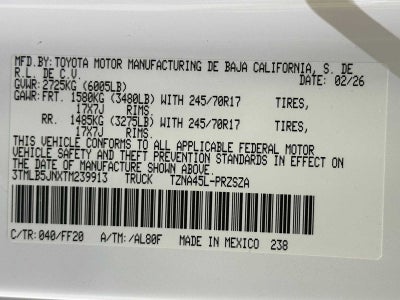 MFD.BY:TOYOTA MOTOR MANUFACTURING DE BAJA CALIFORNIA, S. DE
R.L. DE C.V. DATE: 02/26
GVWR:2725KG (6005LB)
GAWR:FRT. 1580KG (3480LB) WITH 245/70R17 TIRES,
17X7J RIMS.
RR. 1485KG (3275LB) WITH 245/70R17 TIRES,
17X7J RIMS.
THIS VEHICLE CONFORMS TO ALL APPLICABLE FEDERAL MOTOR
VEHICLE SAFETY AND THEFT PREVENTION STANDARDS IN EFFECT ON
THE DATE OF MANUFACTURE SHOWN ABOVE.
3TMLB5JNXTM239913 TRUCK TZNA45L-PRZSZA
C/TR:040/FF20 A/TM:/AL80F MADE IN MEXICO 238